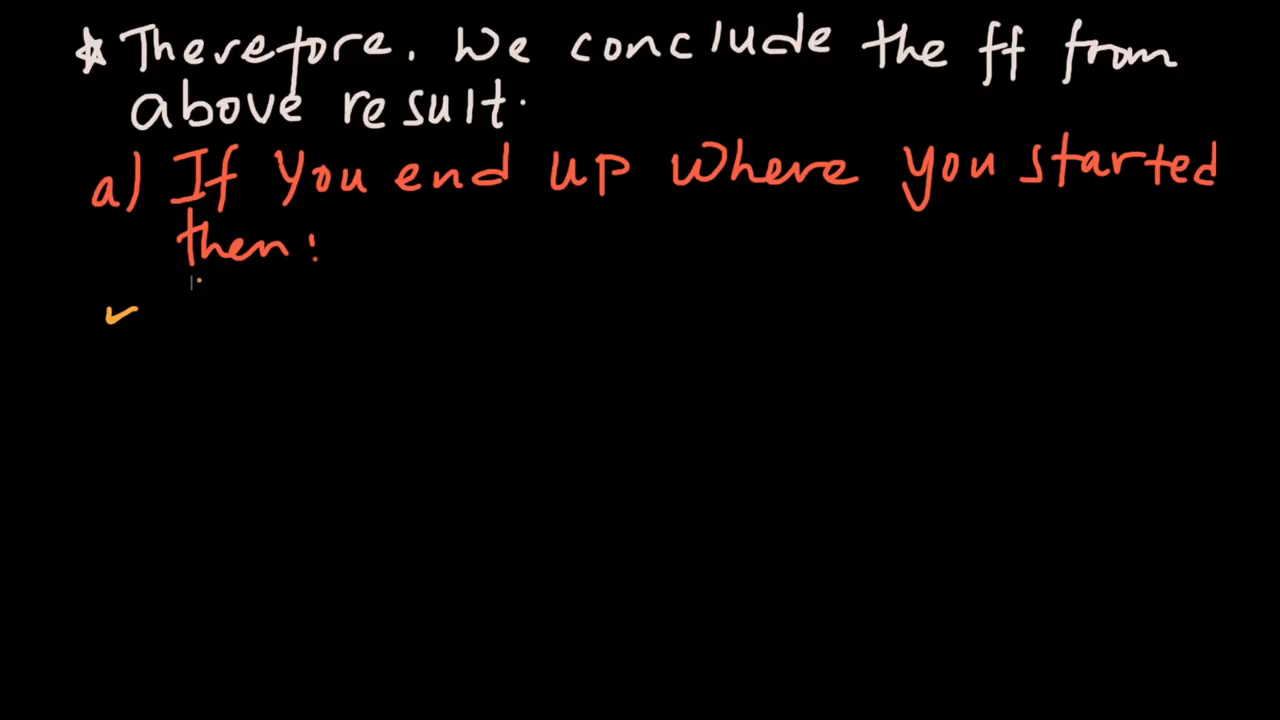 * Therefore. We conclude the ff from
above result.
a) If you end up where you started
then:
✓